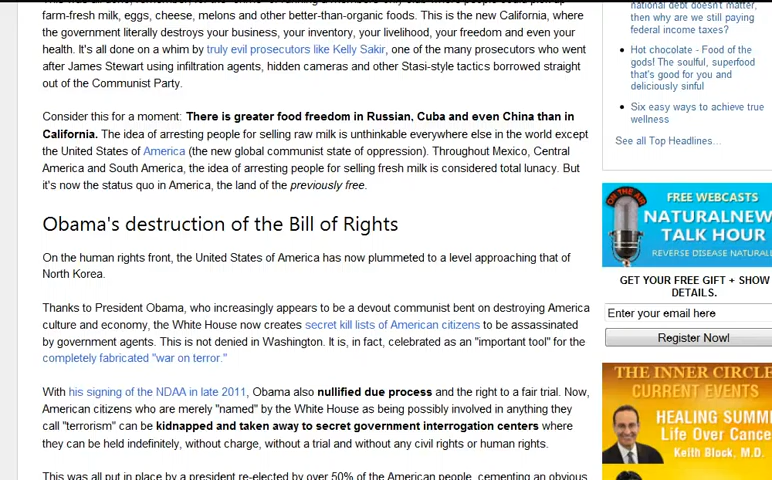 farm-fresh milk, eggs, cheese, melons and other better-than-organic foods. This is the new California, where
the government literally destroys your business, your inventory, your livelihood, your freedom and even your
health. It's all done on a whim by truly evil prosecutors like Kelly Sakir, one of the many prosecutors who went
after James Stewart using infiltration agents, hidden cameras and other Stasi-style tactics borrowed straight
out of the Communist Party.
Consider this for a moment: There is greater food freedom in Russian, Cuba and even China than in
California. The idea of arresting people for selling raw milk is unthinkable everywhere else in the world except
the United States of America (the new global communist state of oppression). Throughout Mexico, Central
America and South America, the idea of arresting people for selling fresh milk is considered total lunacy. But
it's now the status quo in America, the land of the previously free.
Obama's destruction of the Bill of Rights
On the human rights front, the United States of America has now plummeted to a level approaching that of
North Korea.
Thanks to President Obama, who increasingly appears to be a devout communist bent on destroying America
culture and economy, the White House now creates secret kill lists of American citizens to be assassinated
by government agents. This is not denied in Washington. It is, in fact, celebrated as an "important tool" for the
completely fabricated "war on terror."
With his signing of the NDAA in late 2011, Obama also nullified due process and the right to a fair trial. Now,
American citizens who are merely "named" by the White House as being possibly involved in anything they
call "terrorism" can be kidnapped and taken away to secret government interrogation centers where
they can be held indefinitely, without charge, without a trial and without any civil rights or human rights.
This was all put in place by a president re-elected by over 50% of the American people, cementing an obvious
national debt doesn't matter,
then why are we still paying
federal income taxes?
Hot chocolate - Food of the
gods! The soulful, superfood
that's good for you and
deliciously sinful
Six easy ways to achieve true
wellness
See all Top Headlines...
ON THE AIR
FREE WEBCASTS
NATURALNEW
TALK HOUR
REVERSE DISEASE NATURALL
GET YOUR FREE GIFT + SHOW
DETAILS.
Enter your email here
Register Now!
THE INNER CIRCLE
CURRENT EVENTS
HEALING SUMM
Life Over Cance
Keith Block, M.D.